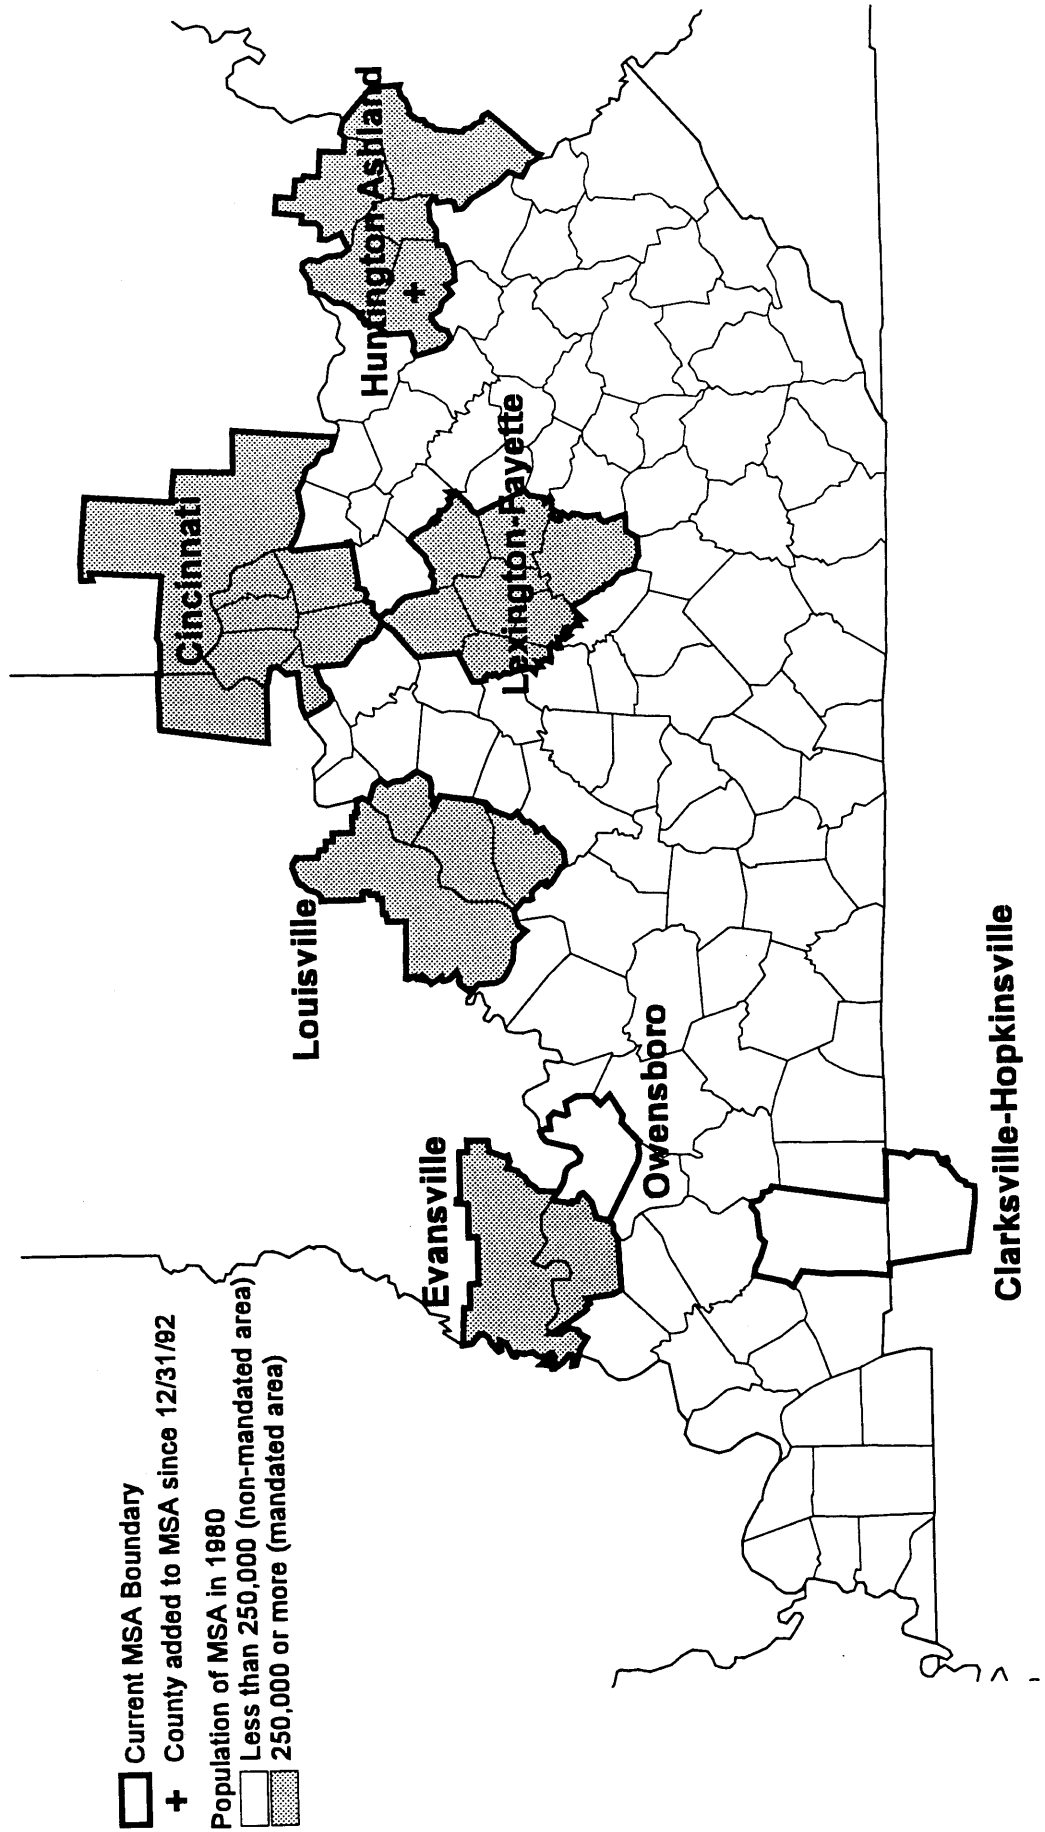 Current MSA Boundary
+ County added to MSA since 12/31/92
Population of MSA in 1980
Less than 250,000 (non-mandated area)
250,000 or more (mandated area)
Evansville
Louisville
Cincinnati
Huntington-Ashland
Lexington-Fayette
Owensboro
Clarksville-Hopkinsville
+